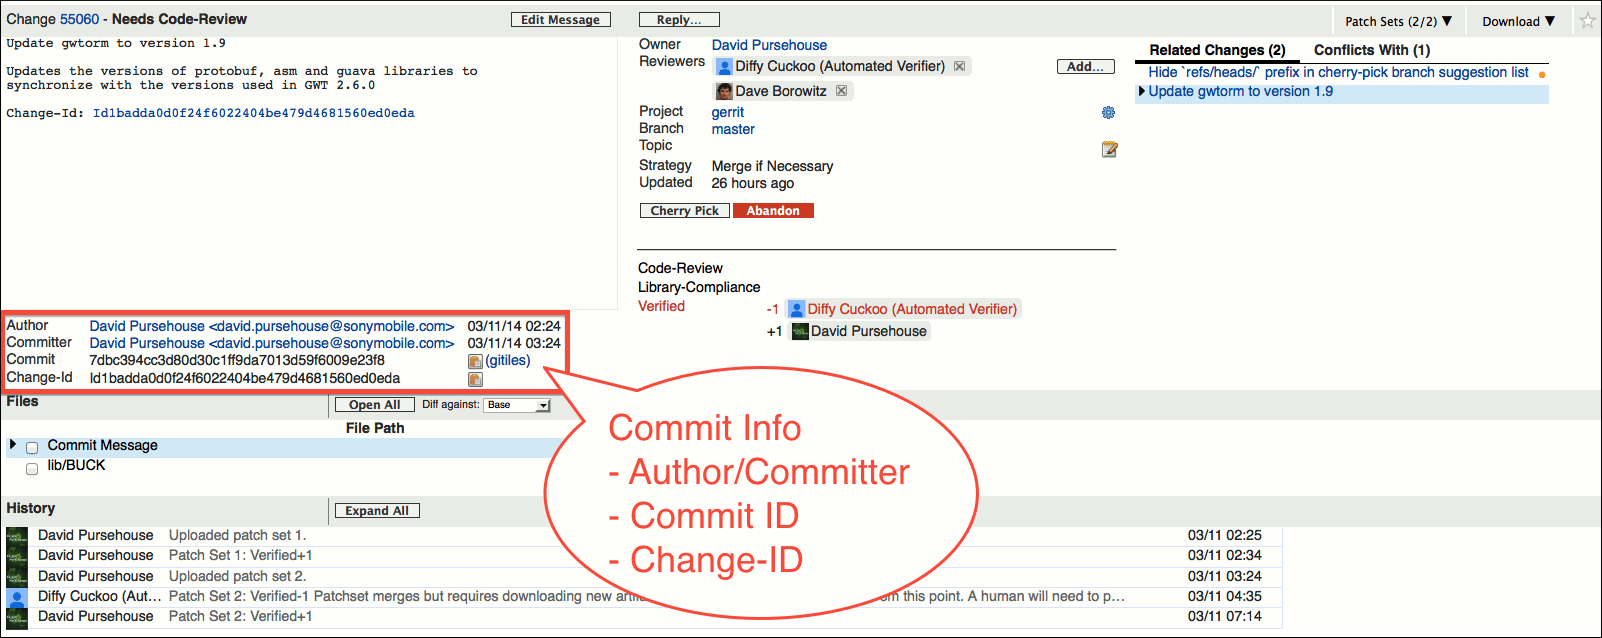 Change 55060 - Needs Code-Review
Edit Message
Reply...
Patch Sets (2/2) ▼
Download ▼
Update gwtorm to version 1.9
Updates the versions of protobuf, asm and guava libraries to
synchronize with the versions used in GWT 2.6.0
Change-Id: Id1badda0d0f24f6022404be479d4681560ed0eda
Owner David Pursehouse
Reviewers Diffy Cuckoo (Automated Verifier)
Add...
Dave Borowitz
Project gerrit
Branch master
Topic
Strategy Merge if Necessary
Updated 26 hours ago
Cherry Pick
Abandon
Related Changes (2)
Conflicts With (1)
Hide `refs/heads/` prefix in cherry-pick branch suggestion list
Update gwtorm to version 1.9
Code-Review
Library-Compliance
Verified -1 Diffy Cuckoo (Automated Verifier)
+1 David Pursehouse
Author David Pursehouse <david.pursehouse@sonymobile.com> 03/11/14 02:24
Committer David Pursehouse <david.pursehouse@sonymobile.com> 03/11/14 03:24
Commit 7dbc394cc3d80d30c1ff9da7013d59f6009e23f8 (gitiles)
Change-Id Id1badda0d0f24f6022404be479d4681560ed0eda
Files
Open All
Diff against: Base
File Path
Commit Message
lib/BUCK
Commit Info
- Author/Committer
- Commit ID
- Change-ID
History
Expand All
David Pursehouse Uploaded patch set 1. 03/11 02:25
David Pursehouse Patch Set 1: Verified+1 03/11 02:34
David Pursehouse Uploaded patch set 2. 03/11 03:24
Diffy Cuckoo (Aut... Patch Set 2: Verified-1 Patchset merges but requires downloading new this point. A human will need to p... 03/11 04:35
David Pursehouse Patch Set 2: Verified+1 03/11 07:14